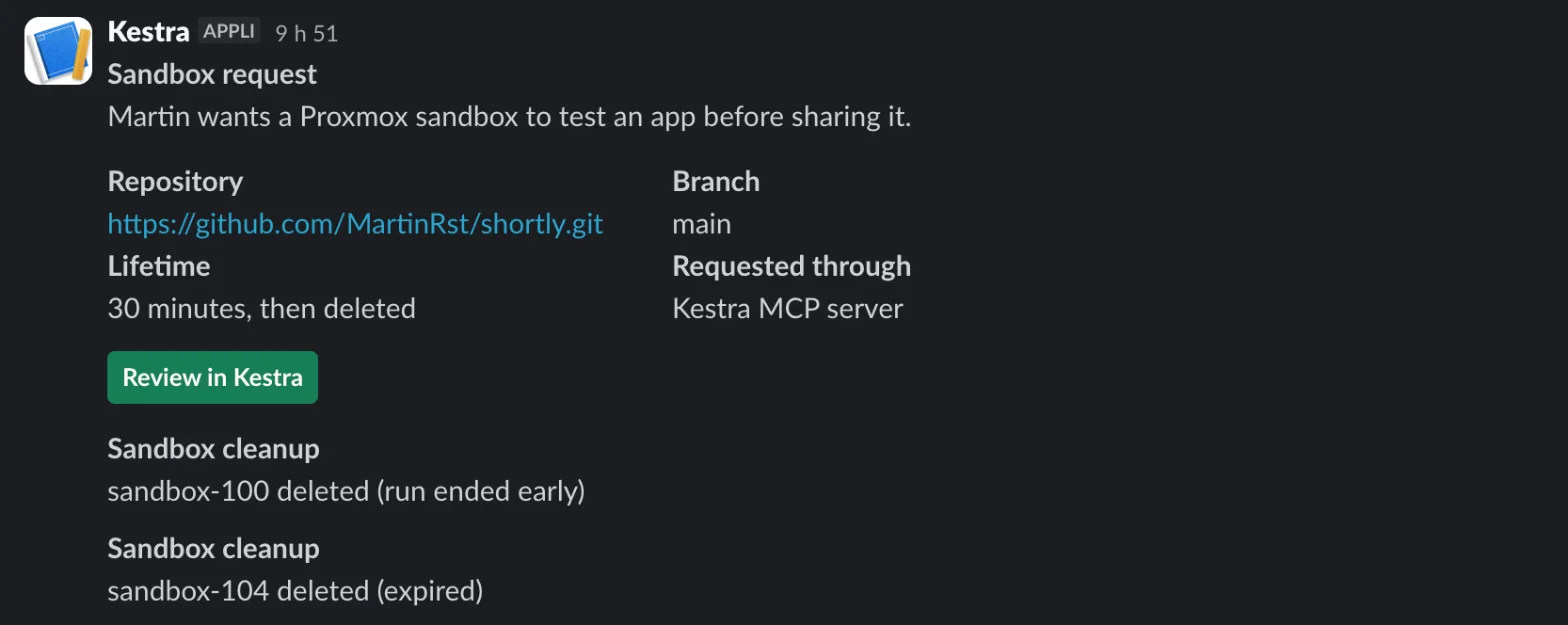 Kestra APPLI 9 h 51
Sandbox request
Martin wants a Proxmox sandbox to test an app before sharing it.
Repository
https://github.com/MartinRst/shortly.git
Branch
main
Lifetime
30 minutes, then deleted
Requested through
Kestra MCP server
Review in Kestra
Sandbox cleanup
sandbox-100 deleted (run ended early)
Sandbox cleanup
sandbox-104 deleted (expired)